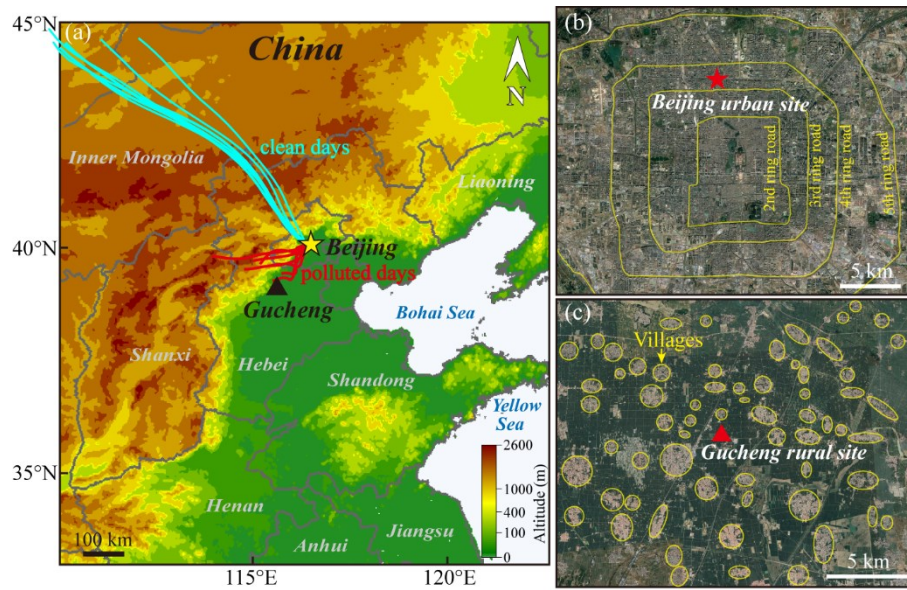 (a)
45°N
China
N
clean days
Inner Mongolia
Liaoning
40°N
Beijing
polluted days
Gucheng
Bohai Sea
Shanxi
Hebei
Shandong
Yellow
Sea
2600
1000
400
100
0
Altitude (m)
35°N
Henan
Jiangsu
Anhui
100 km
115°E
120°E
(b)
Beijing urban site
2nd ring road
3rd ring road
4th ring road
5th ring road
5 km
(c)
Villages
Gucheng rural site
5 km